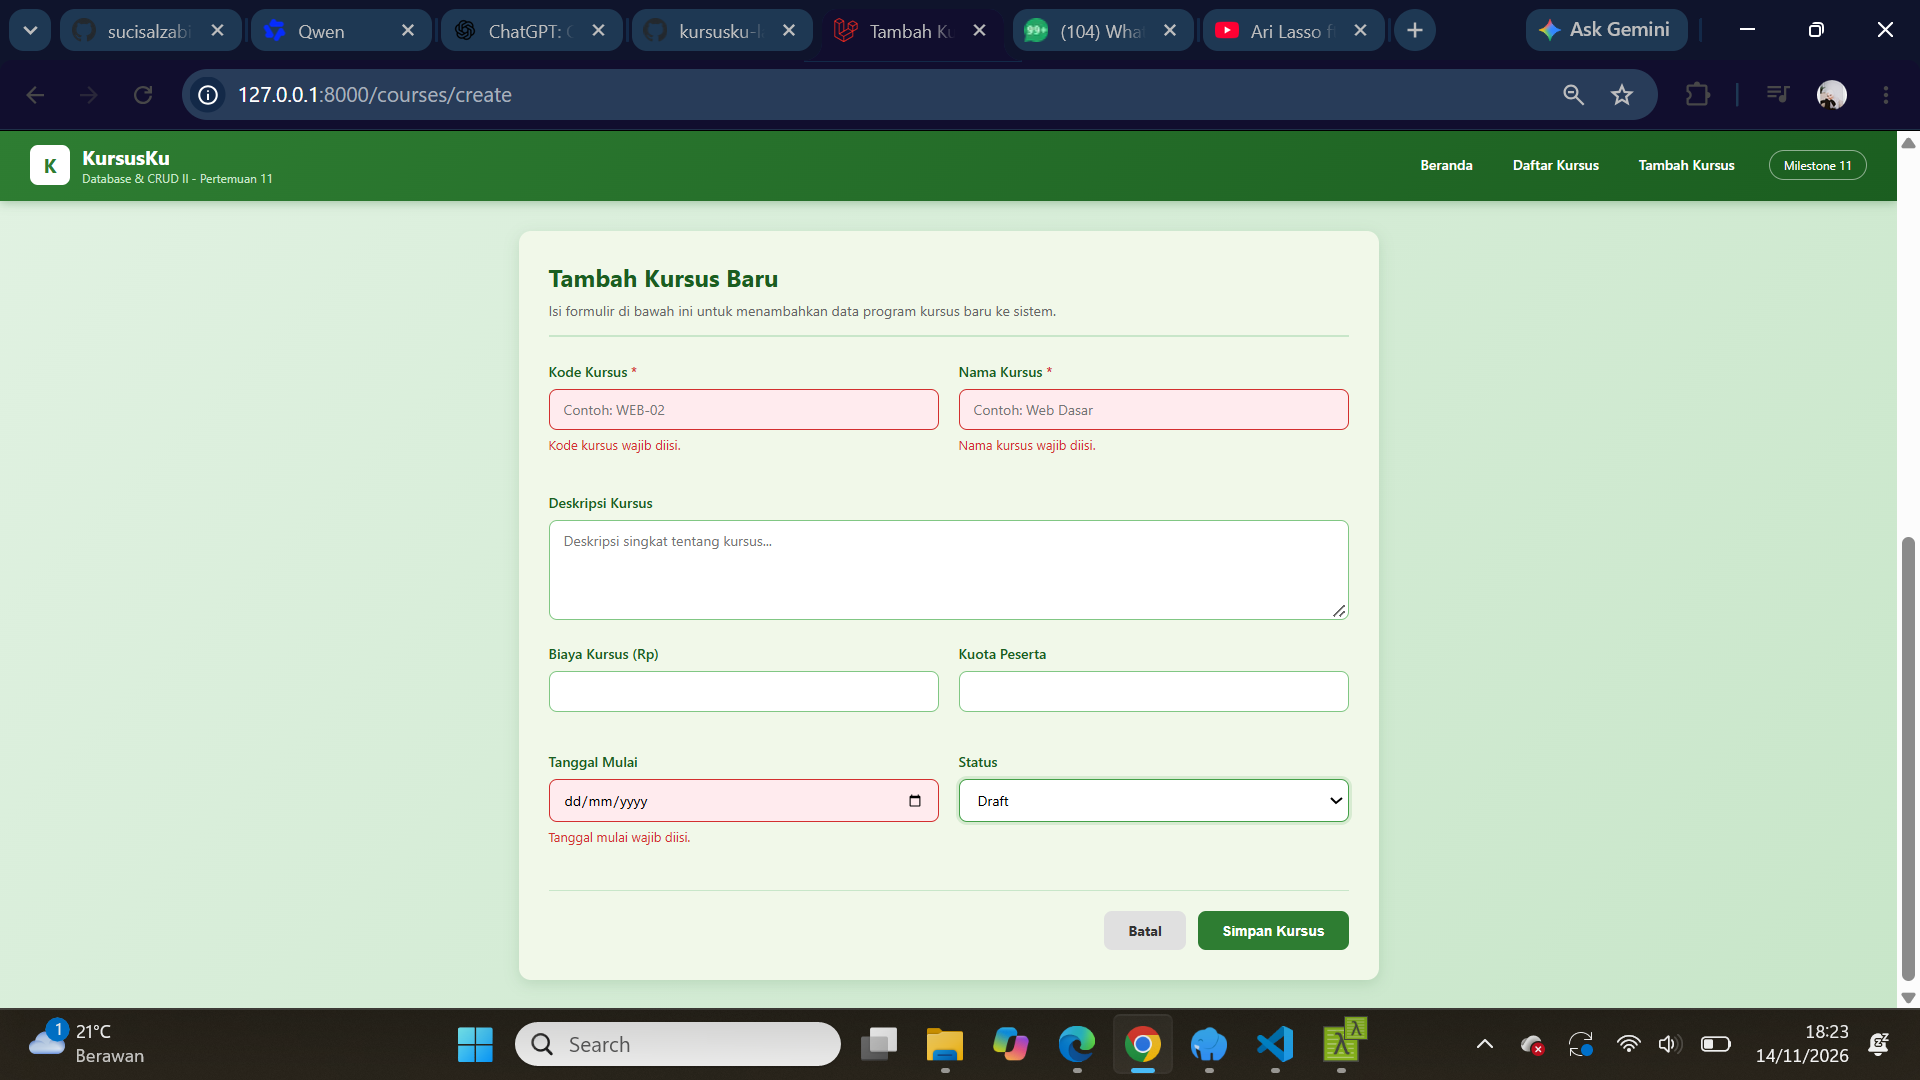 sucisalzabi
Qwen
ChatGPT: C
kursusku-l
Tambah Ku
(104) What
Ari Lasso f
Ask Gemini
127.0.0.1:8000/courses/create
K
KursusKu
Database & CRUD II - Pertemuan 11
Beranda
Daftar Kursus
Tambah Kursus
Milestone 11
Tambah Kursus Baru
Isi formulir di bawah ini untuk menambahkan data program kursus baru ke sistem.
Kode Kursus *
Nama Kursus *
Contoh: WEB-02
Contoh: Web Dasar
Kode kursus wajib diisi.
Nama kursus wajib diisi.
Deskripsi Kursus
Deskripsi singkat tentang kursus...
Biaya Kursus (Rp)
Kuota Peserta
Tanggal Mulai
Status
dd/mm/yyyy
Draft
Tanggal mulai wajib diisi.
Batal
Simpan Kursus
1
21°C
Berawan
Search
18:23
14/11/2026